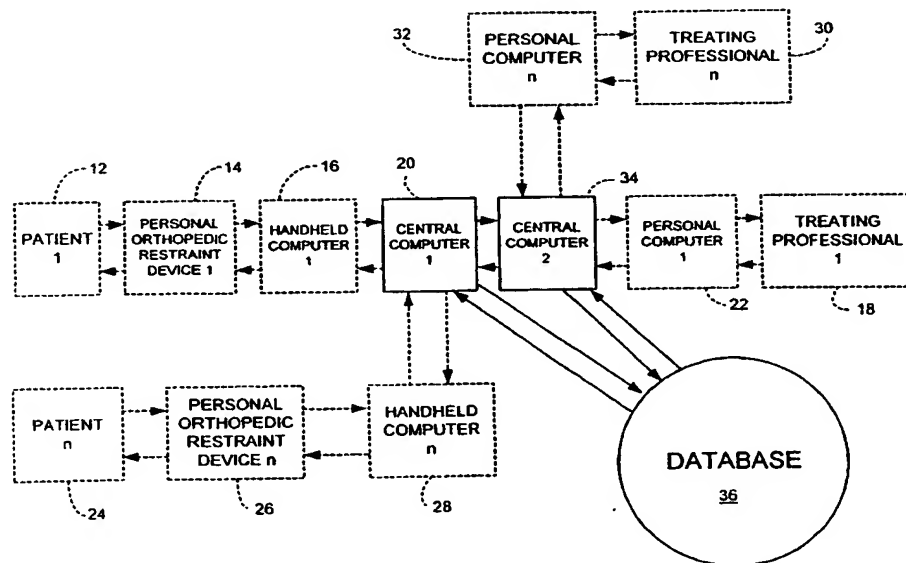 32
PERSONAL
COMPUTER
n
TREATING
PROFESSIONAL
n
30
12
14
16
20
34
PATIENT
1
PERSONAL
ORTHOPEDIC
RESTRAINT
DEVICE 1
HANDHELD
COMPUTER
1
CENTRAL
COMPUTER
1
CENTRAL
COMPUTER
2
PERSONAL
COMPUTER
1
TREATING
PROFESSIONAL
1
22
18
PATIENT
n
PERSONAL
ORTHOPEDIC
RESTRAINT
DEVICE n
HANDHELD
COMPUTER
n
24
26
28
DATABASE
36